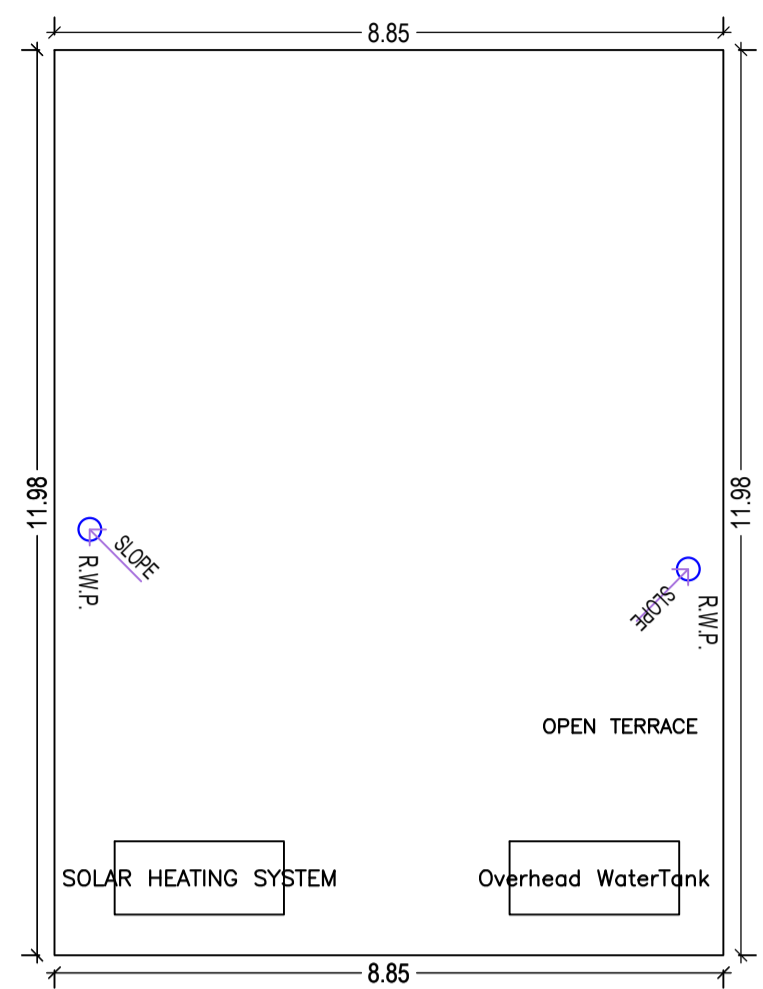 8.85
11.98
11.98
SLOPE
R.W.P.
SLOPE
R.W.P.
OPEN TERRACE
SOLAR HEATING SYSTEM
Overhead WaterTank
8.85